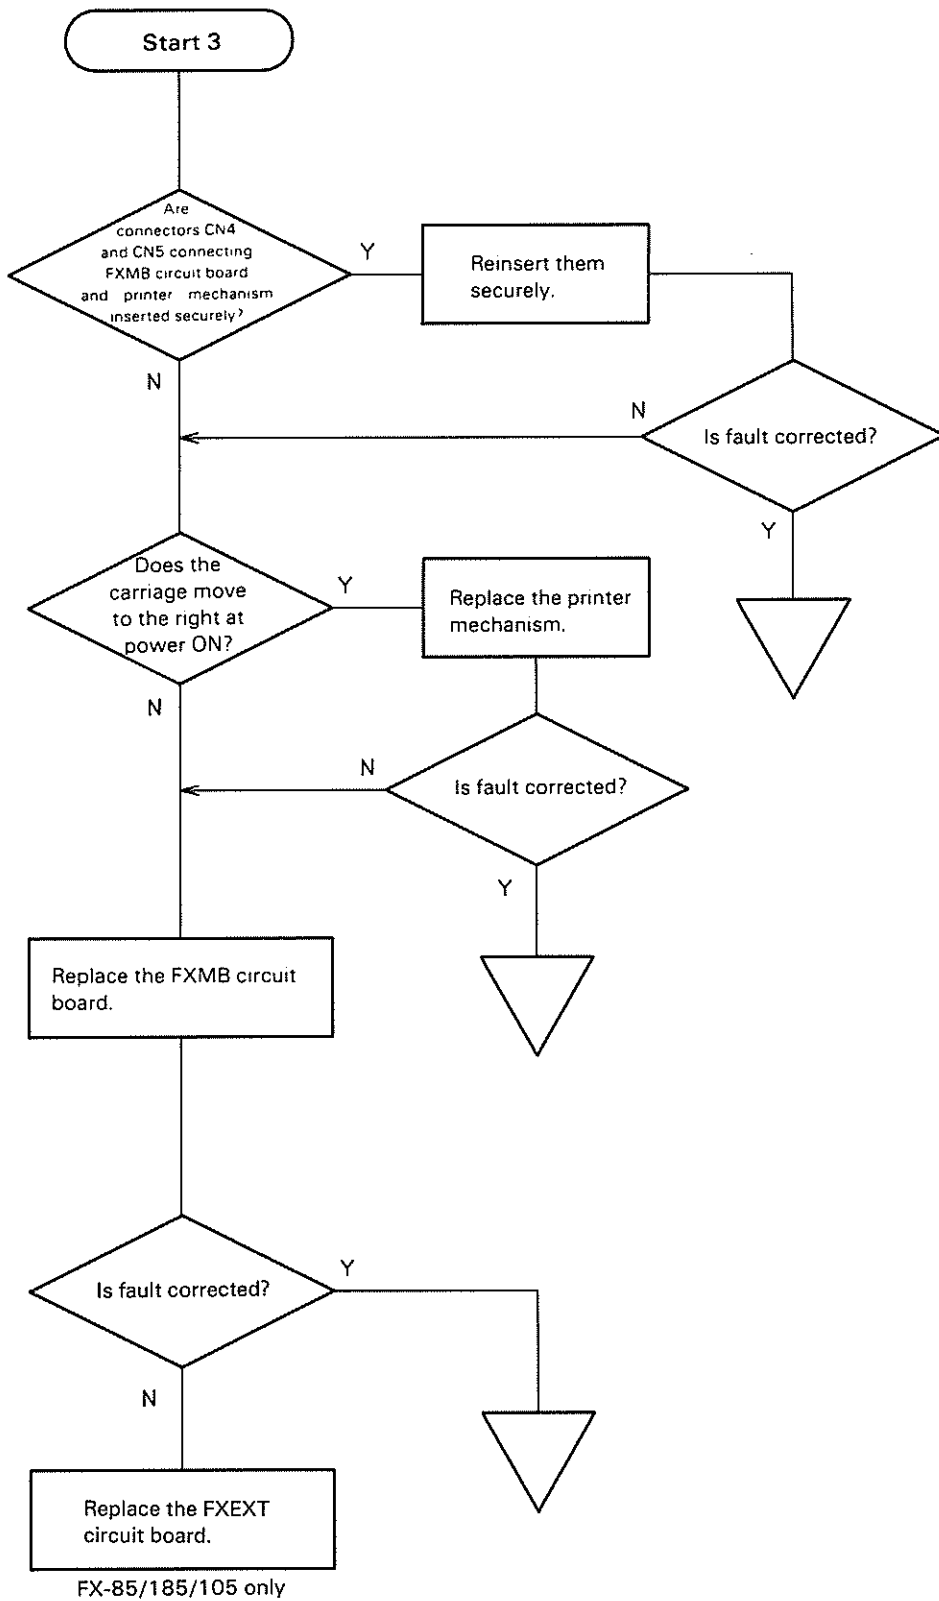 Start 3
Are
connectors CN4
and CN5 connecting
FXMB circuit board
and printer mechanism
inserted securely?
Y
Reinsert them
securely.
N
N
Is fault corrected?
Y
Does the
carriage move
to the right at
power ON?
Y
Replace the printer
mechanism.
N
N
Is fault corrected?
Y
Replace the FXMB circuit
board.
Is fault corrected?
Y
N
Replace the FXEXT
circuit board.
FX-85/185/105 only